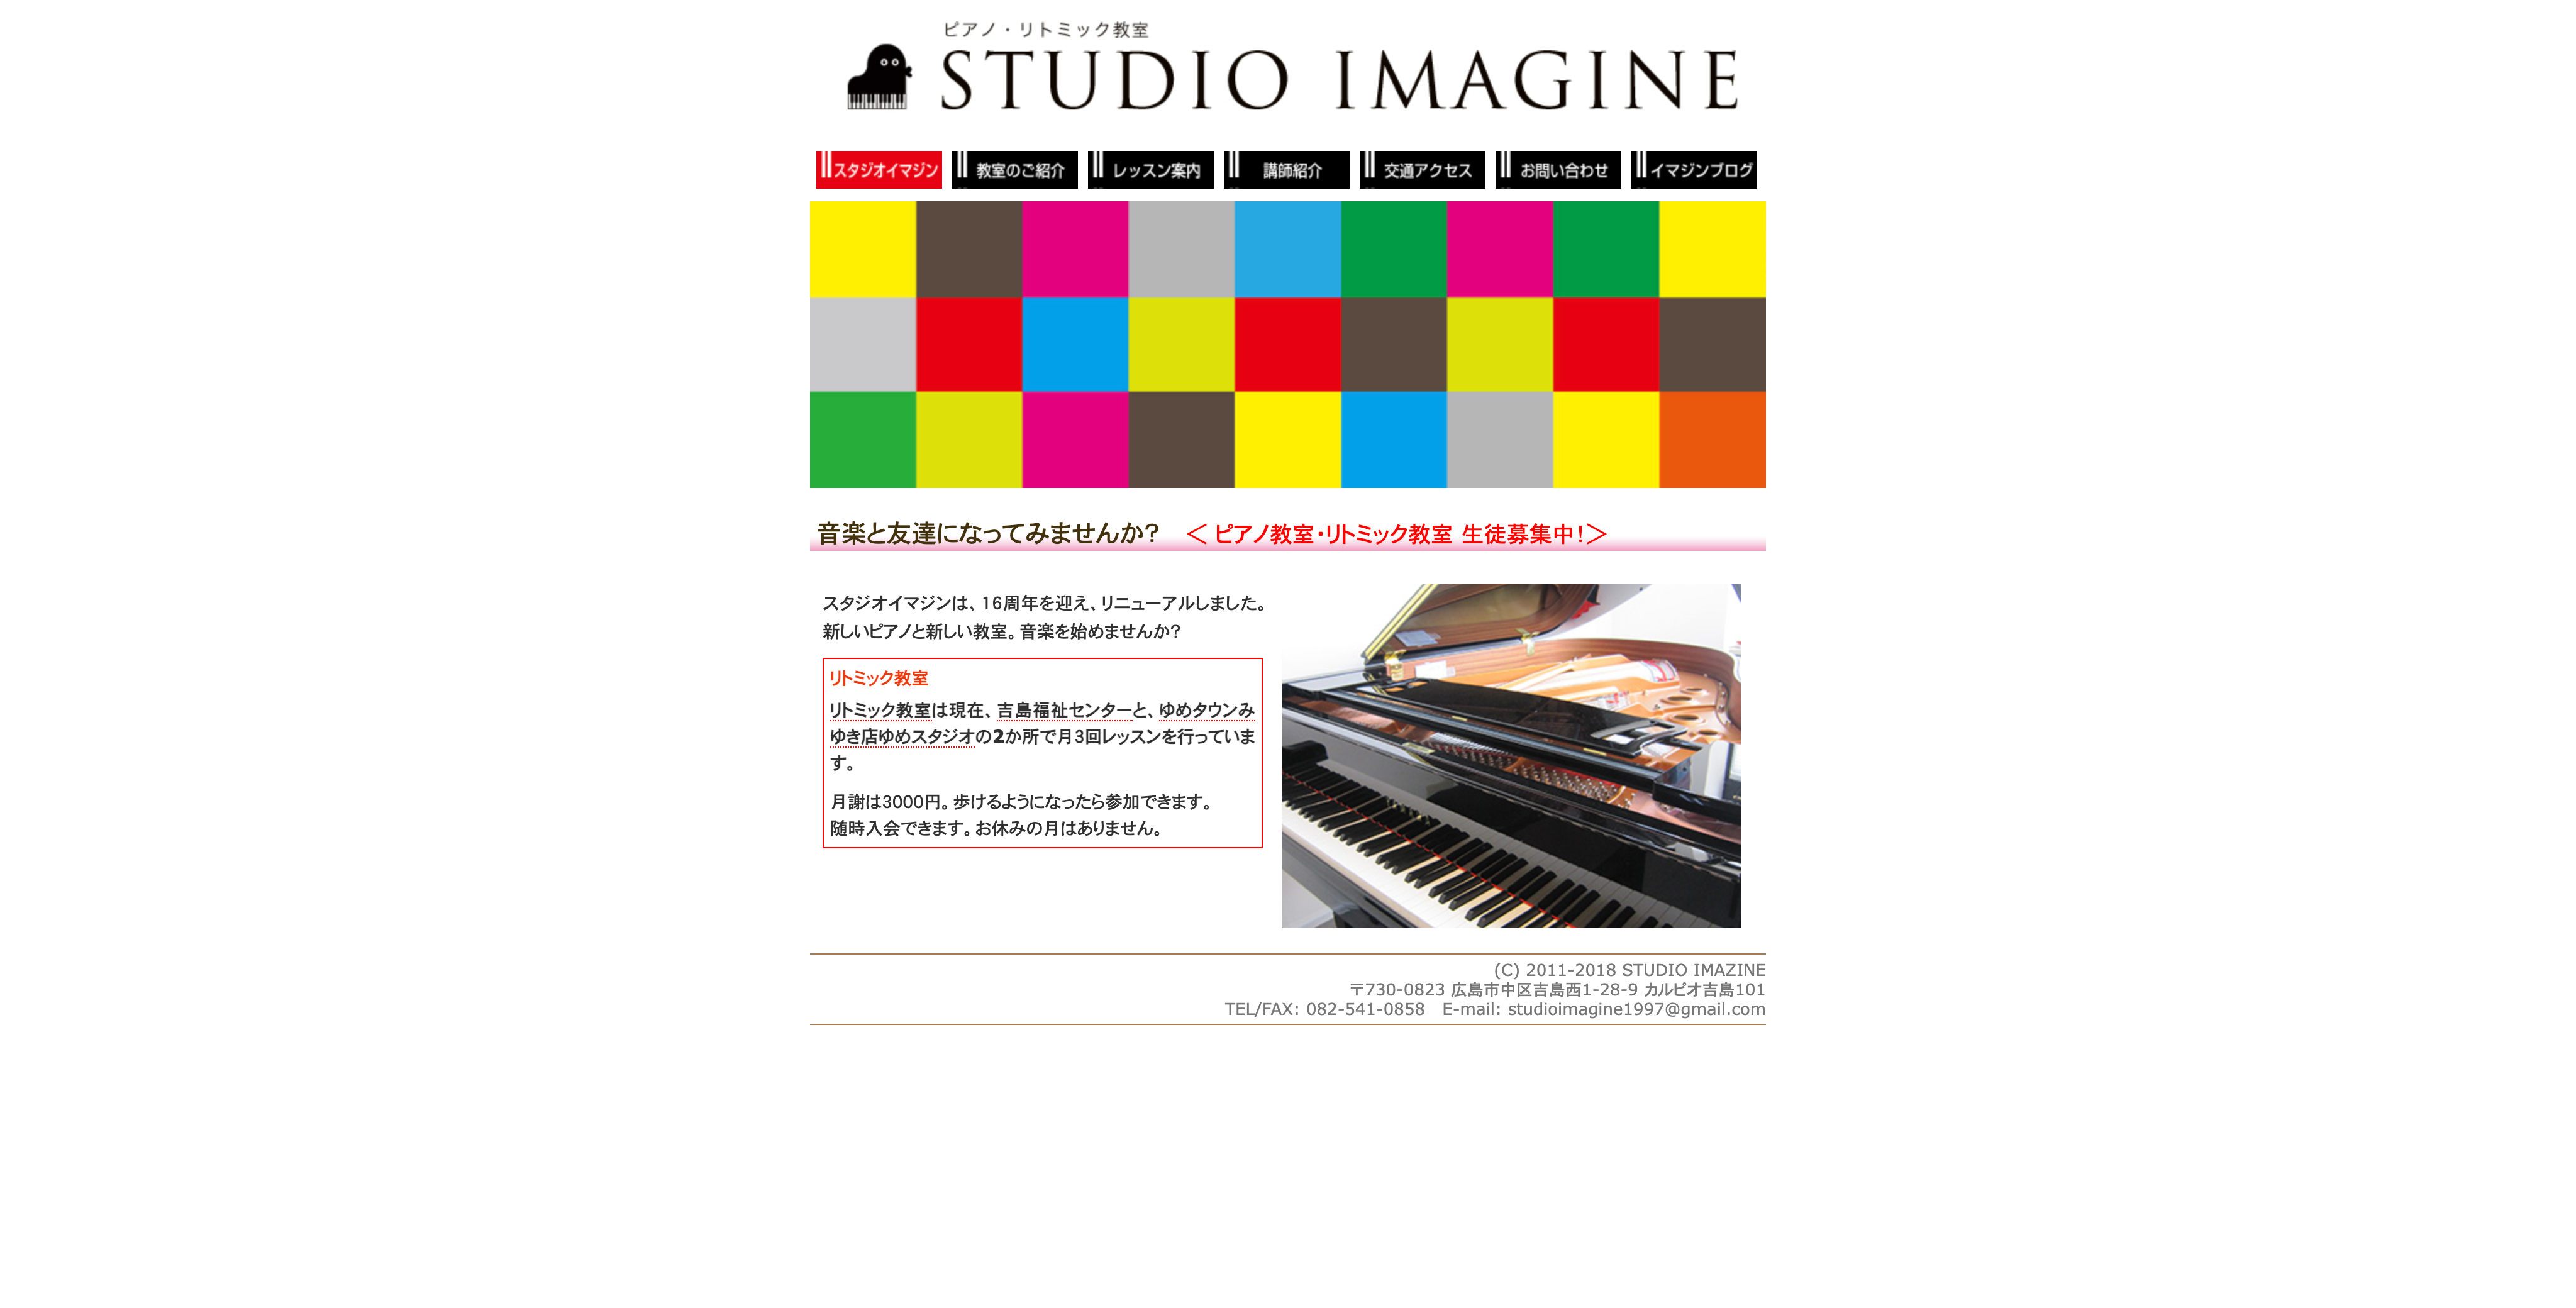 ピアノ・リトミック教室
STUDIO IMAGINE
スタジオイマジン
教室のご紹介
レッスン案内
講師紹介
交通アクセス
お問い合わせ
イマジンブログ
音楽と友達になってみませんか？　＜ ピアノ教室・リトミック教室 生徒募集中！＞
スタジオイマジンは、16周年を迎え、リニューアルしました。
新しいピアノと新しい教室。音楽を始めませんか？
リトミック教室
リトミック教室は現在、吉島福祉センターと、ゆめタウンみ
ゆき店ゆめスタジオの2か所で月3回レッスンを行っていま
す。
月謝は3000円。歩けるようになったら参加できます。
随時入会できます。お休みの月はありません。
(C) 2011-2018 STUDIO IMAZINE
〒730-0823 広島市中区吉島西1-28-9 カルピオ吉島101
TEL/FAX: 082-541-0858　E-mail: studioimagine1997@gmail.com